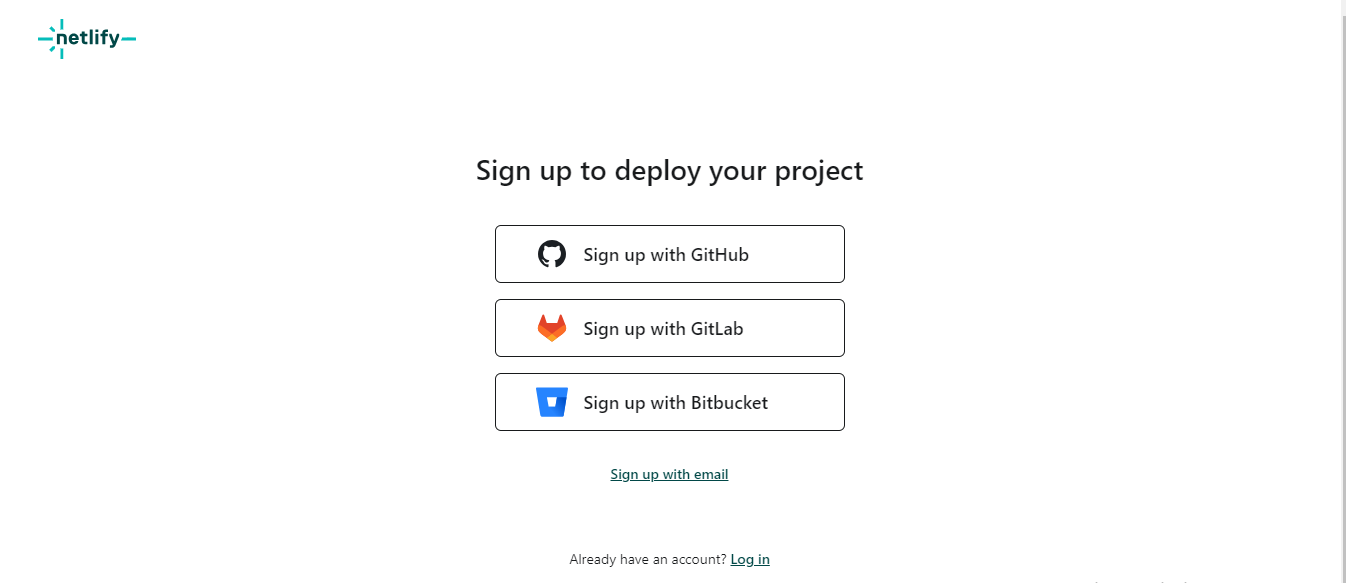 netlify
Sign up to deploy your project
Sign up with GitHub
Sign up with GitLab
Sign up with Bitbucket
Sign up with email
Already have an account? Log in